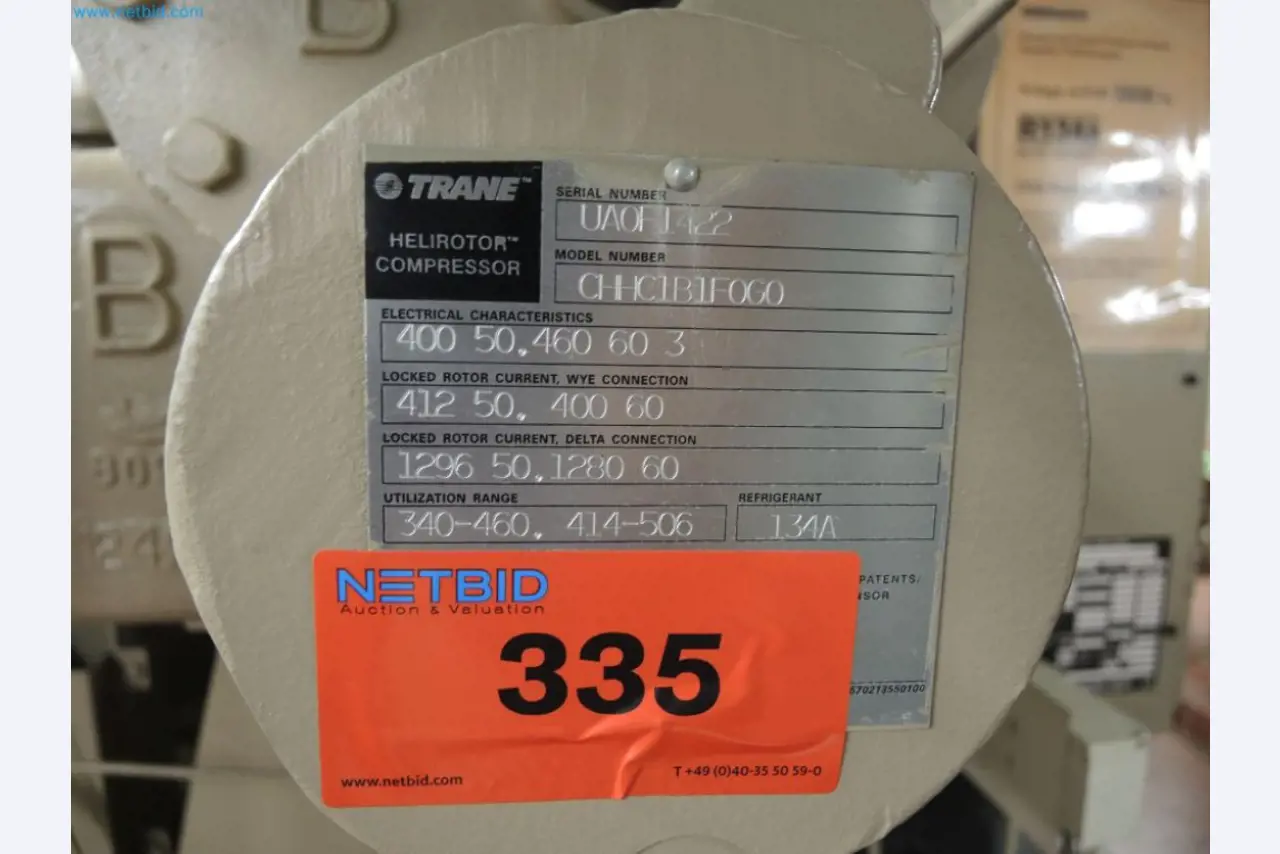 www.netbid.com
B
B
TRANE™
HELIROTOR™
COMPRESSOR
SERIAL NUMBER
UA0F1422
MODEL NUMBER
CHHC1B1F0G0
ELECTRICAL CHARACTERISTICS
400 50.460 60 3
LOCKED ROTOR CURRENT, WYE CONNECTION
412 50. 400 60
LOCKED ROTOR CURRENT, DELTA CONNECTION
1296 50.1280 60
UTILIZATION RANGE
340-460. 414-506
REFRIGERANT
134A
PATENTS:
NETBID
Auction & Valuation
335
www.netbid.com
T +49 (0)40-35 50 59-0
R134a